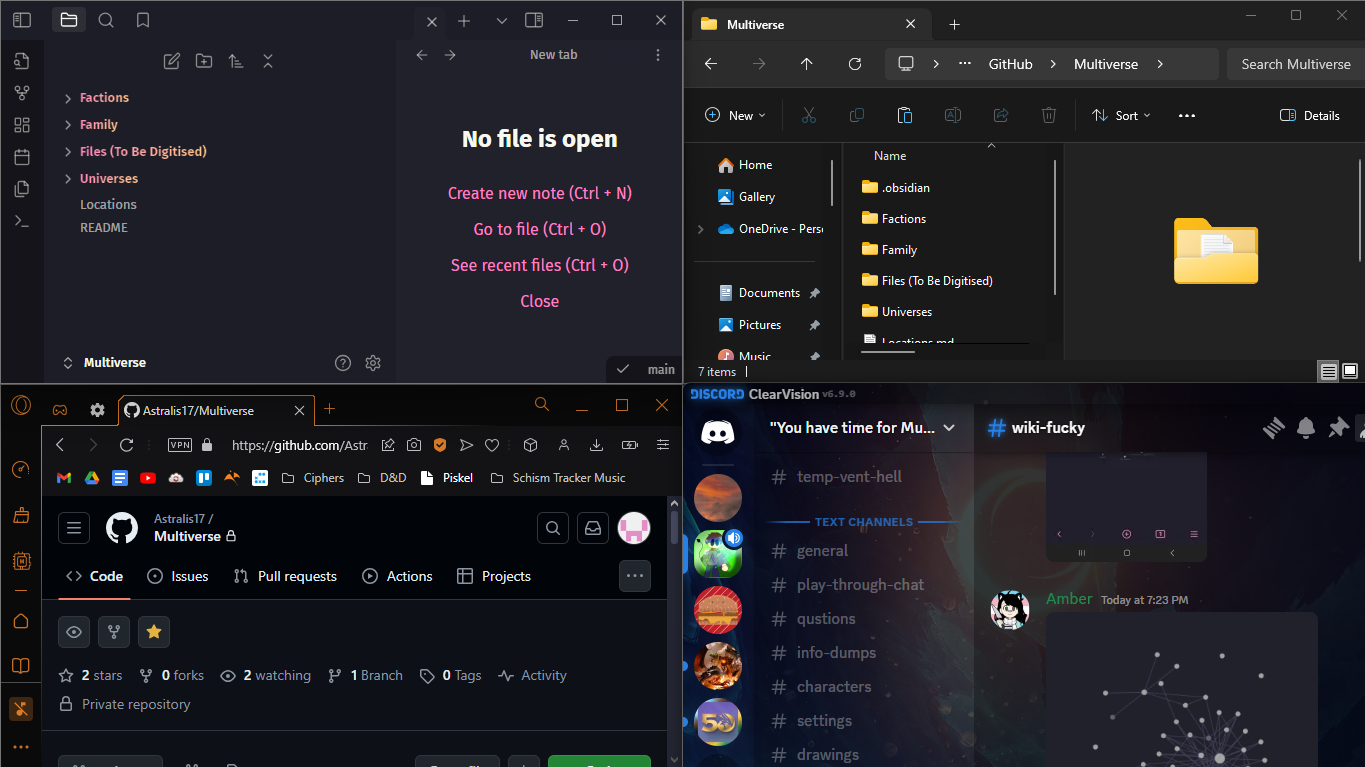 New tab
Factions
Family
Files (To Be Digitised)
Universes
Locations
README
No file is open
Create new note (Ctrl + N)
Go to file (Ctrl + O)
See recent files (Ctrl + O)
Close
Multiverse
main
Multiverse
GitHub
Multiverse
Search Multiverse
New
Sort
Details
Home
Gallery
OneDrive - Perso
Documents
Pictures
Music
Name
.obsidian
Factions
Family
Files (To Be Digitised)
Universes
Locations.md
7 items
Astralis17/Multiverse
VPN
https://github.com/Astr
Ciphers
D&D
Piskel
Schism Tracker Music
Astralis17 /
Multiverse
Code
Issues
Pull requests
Actions
Projects
2 stars
0 forks
2 watching
1 Branch
0 Tags
Activity
Private repository
DISCORD ClearVision v6.9.0
"You have time for Mu...
temp-vent-hell
TEXT CHANNELS
general
play-through-chat
qustions
info-dumps
characters
settings
drawings
50
# wiki-fucky
Amber Today at 7:23 PM